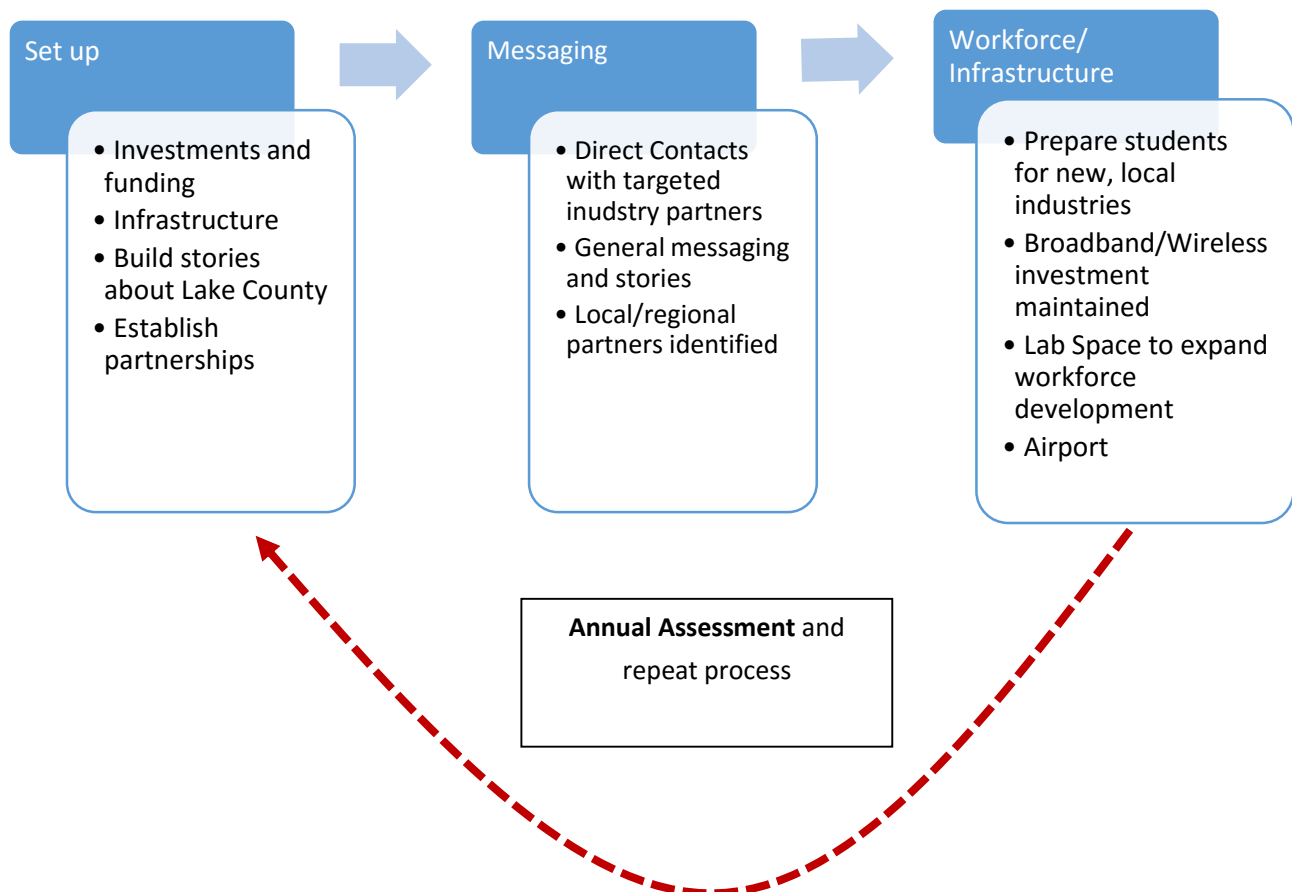 Set up
• Investments and
funding
• Infrastructure
• Build stories
about Lake County
• Establish
partnerships
Messaging
• Direct Contacts
with targeted
inudstry partners
• General messaging
and stories
• Local/regional
partners identified
Workforce/
Infrastructure
• Prepare students
for new, local
industries
• Broadband/Wireless
investment
maintained
• Lab Space to expand
workforce
development
• Airport
Annual Assessment and
repeat process